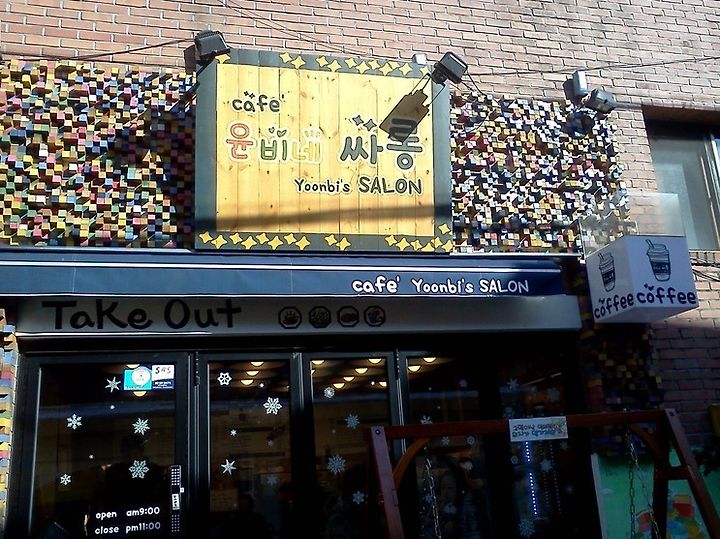 cafe'
윤비네 싸롱
Yoonbi's SALON
cafe' Yoonbi's SALON
Take Out
coffee
coffee
open am9:00
close pm11:00